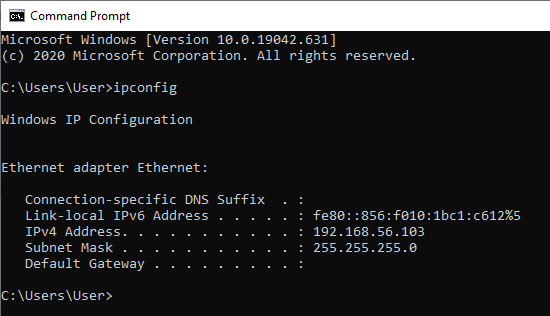 Command Prompt
Microsoft Windows [Version 10.0.19042.631]
(c) 2020 Microsoft Corporation. All rights reserved.
C:\Users\User>ipconfig
Windows IP Configuration
Ethernet adapter Ethernet:
   Connection-specific DNS Suffix  . :
   Link-local IPv6 Address . . . . . : fe80::856:f010:1bc1:c612%5
   IPv4 Address. . . . . . . . . . . : 192.168.56.103
   Subnet Mask . . . . . . . . . . . : 255.255.255.0
   Default Gateway . . . . . . . . . :
C:\Users\User>